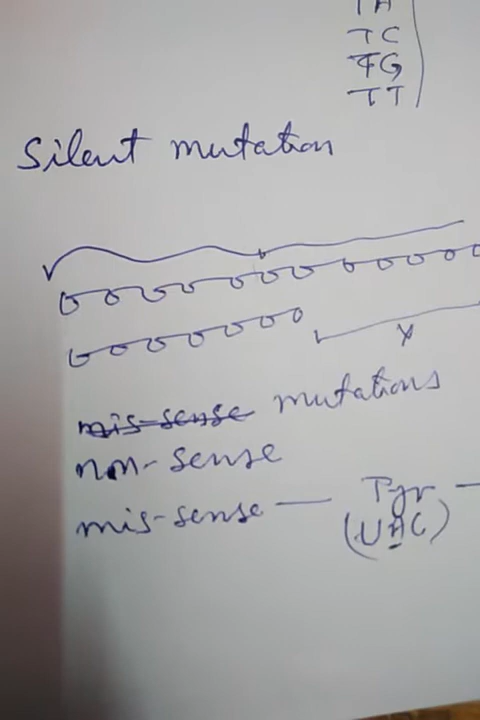 TA
TC
TG
TT
Silent mutation
x
mis-sense mutations
non-sense
mis-sense — Tyr —
(UAC)